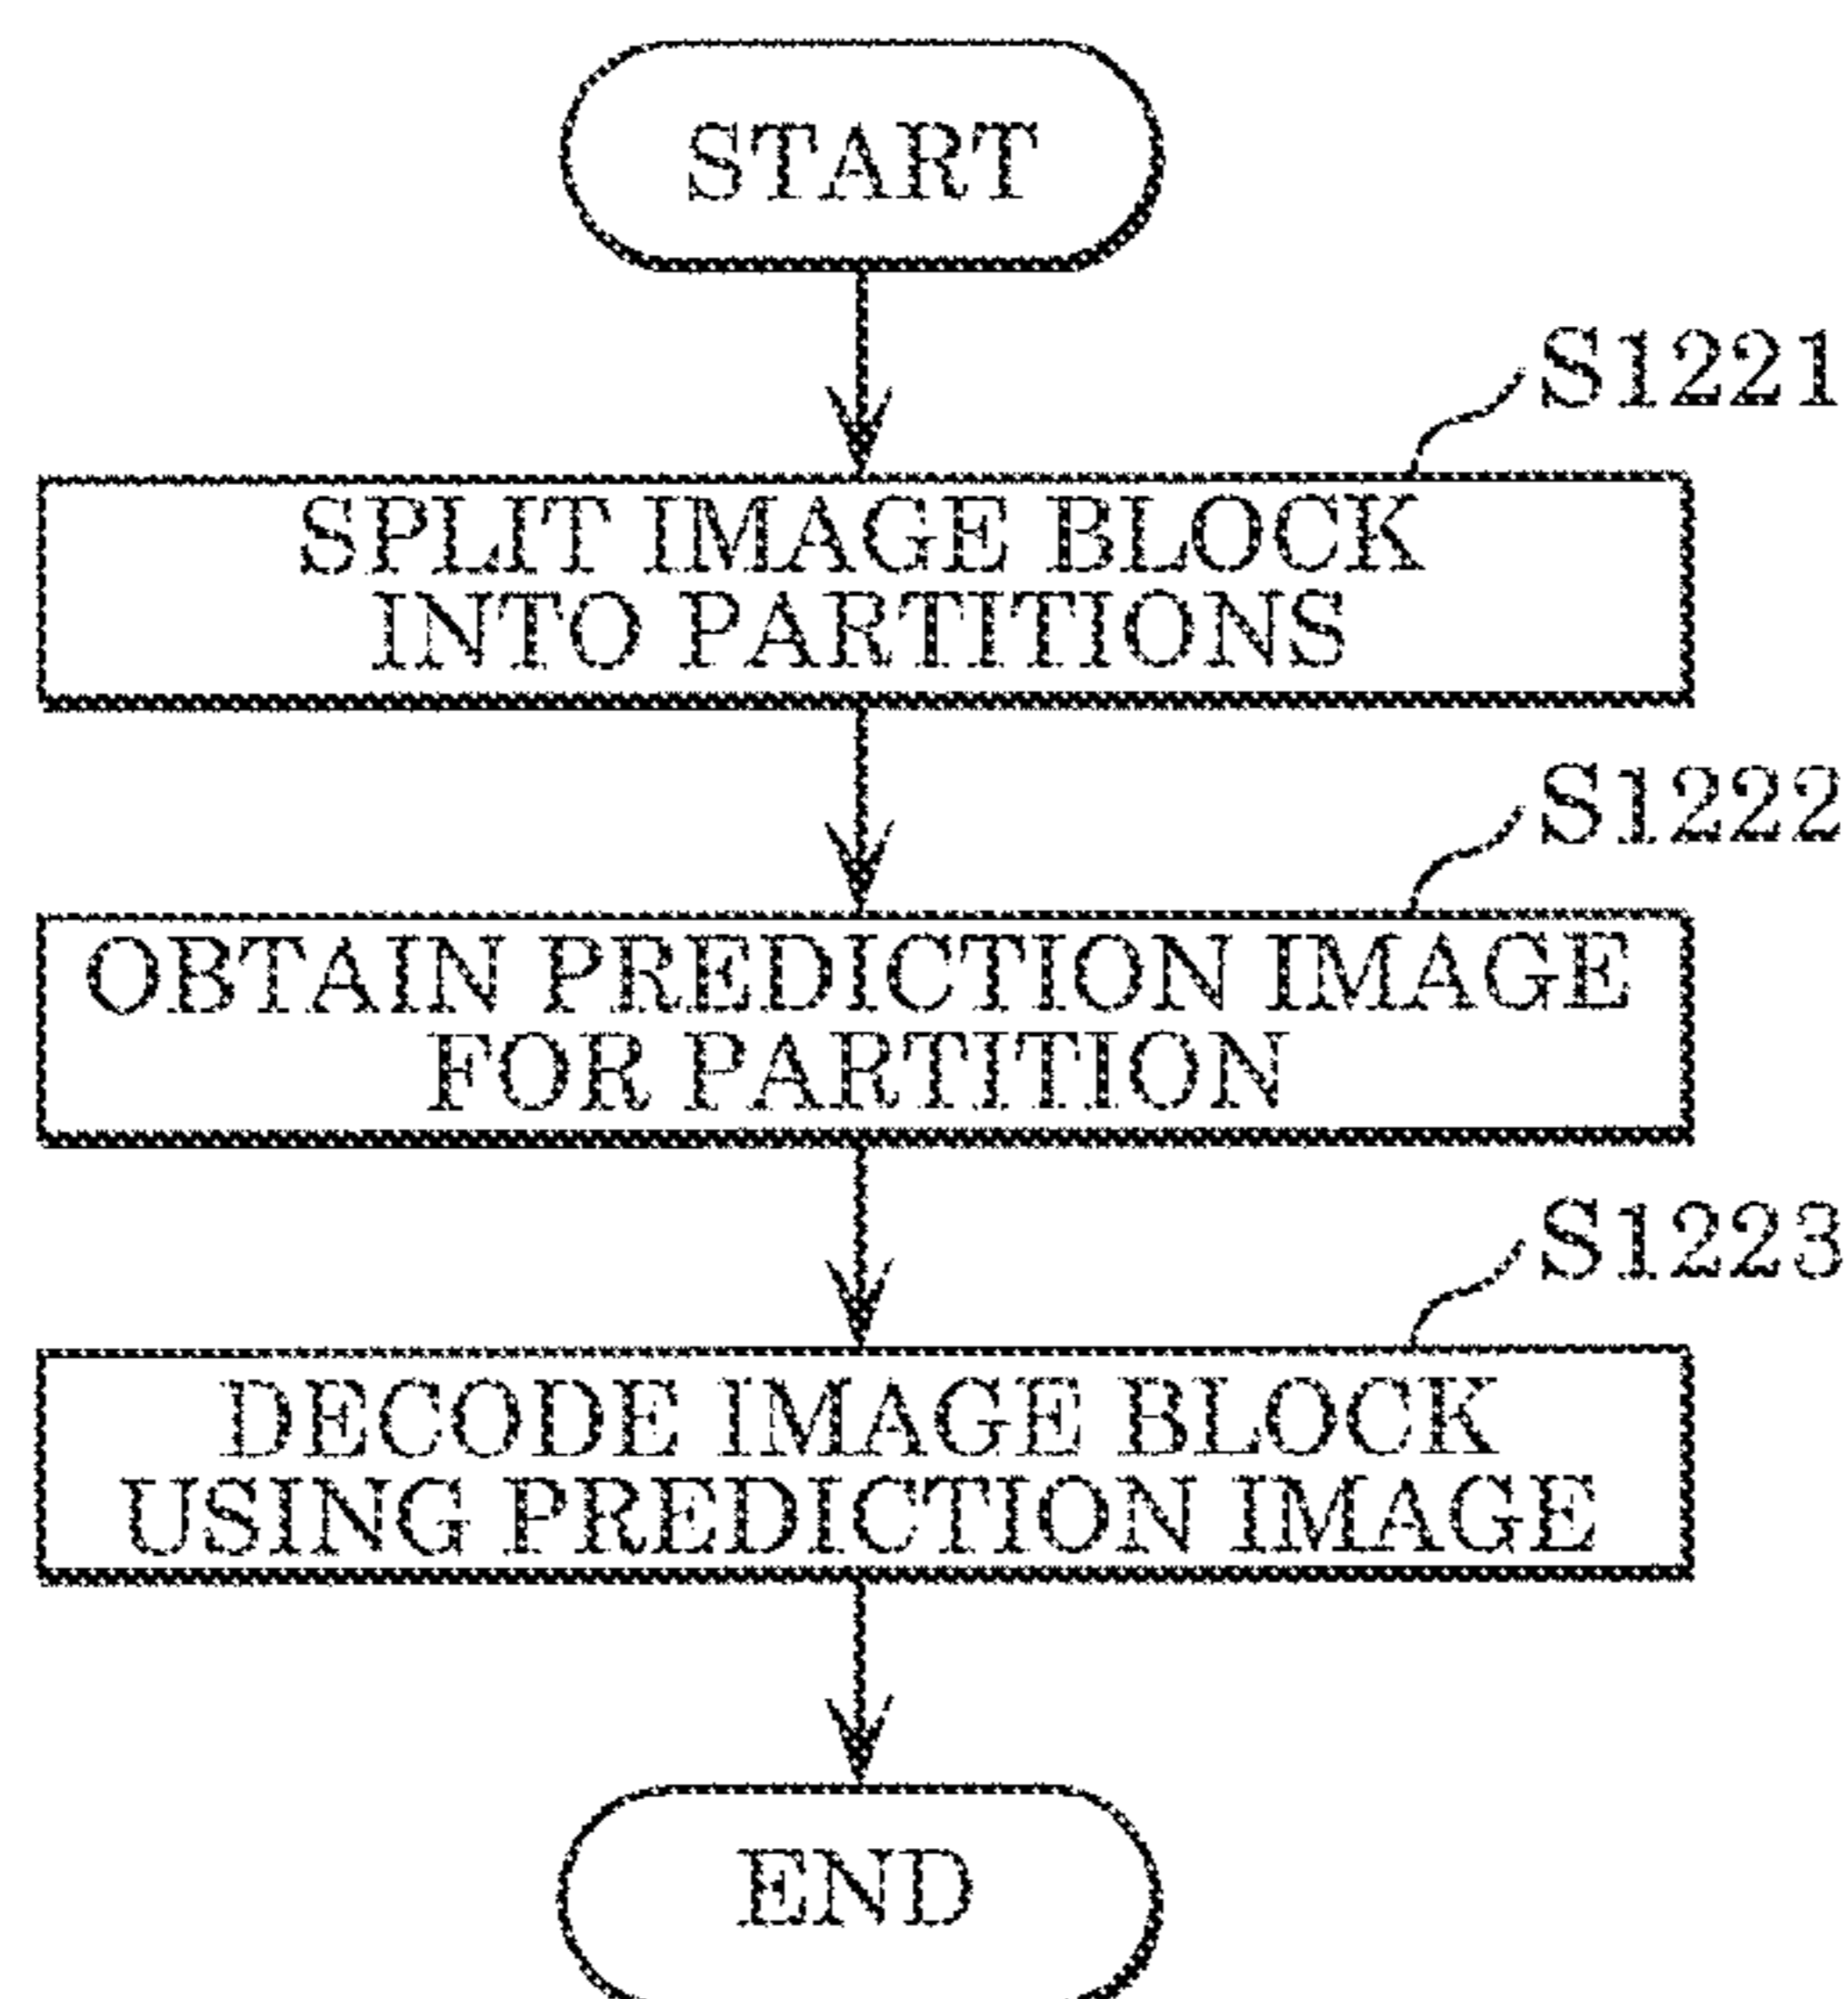 START
S1221
SPLIT IMAGE BLOCK
INTO PARTITIONS
S1222
OBTAIN PREDICTION IMAGE
FOR PARTITION
S1223
DECODE IMAGE BLOCK
USING PREDICTION IMAGE
END